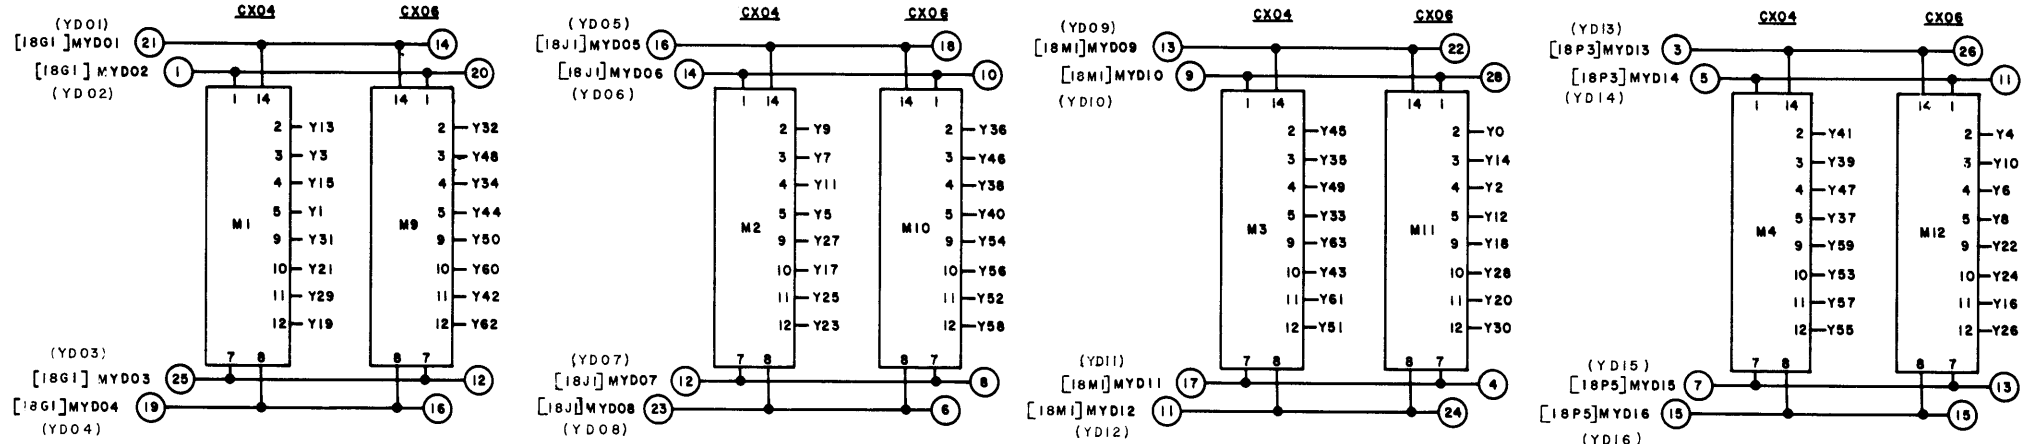 CX04 CX06 CX04 CX06 CX04 CX06 CX04 CX06
(YD01) (YD05) (YD09) (YD13)
[18G1]MYD01 21 14 [18J1]MYD05 16 18 [18M1]MYD09 13 22 [18P3]MYD13 3 26
[18G1] MYD02 1 20 [18J1]MYD06 14 10 [18M1]MYD10 9 28 [18P3]MYD14 5 11
(YD02) (YD06) (YD10) (YD14)
1 14 14 1 1 14 14 1 1 14 14 1 1 14 14 1
2 Y13 2 Y32 2 Y9 2 Y36 2 Y45 2 Y0 2 Y41 2 Y4
3 Y3 3 Y48 3 Y7 3 Y46 3 Y35 3 Y14 3 Y39 3 Y10
4 Y15 4 Y34 4 Y11 4 Y38 4 Y49 4 Y2 4 Y47 4 Y6
5 Y1 5 Y44 5 Y5 5 Y40 5 Y33 5 Y12 5 Y37 5 Y8
M1 M9 M2 M10 M3 M11 M4 M12
9 Y31 9 Y50 9 Y27 9 Y54 9 Y63 9 Y18 9 Y59 9 Y22
10 Y21 10 Y60 10 Y17 10 Y56 10 Y43 10 Y28 10 Y53 10 Y24
11 Y29 11 Y42 11 Y25 11 Y52 11 Y61 11 Y20 11 Y57 11 Y16
12 Y19 12 Y62 12 Y23 12 Y58 12 Y51 12 Y30 12 Y55 12 Y26
7 8 8 7 7 8 8 7 7 8 8 7 7 8 8 7
(YD03) (YD07) (YD11) (YD15)
[18G1] MYD03 25 12 [18J1]MYD07 12 8 [18M1]MYD11 17 4 [18P5]MYD15 7 13
[18G1]MYD04 19 16 [18J1]MYD08 23 6 [18M1]MYD12 11 24 [18P5]MYD16 15 15
(YD04) (YD08) (YD12) (YD16)